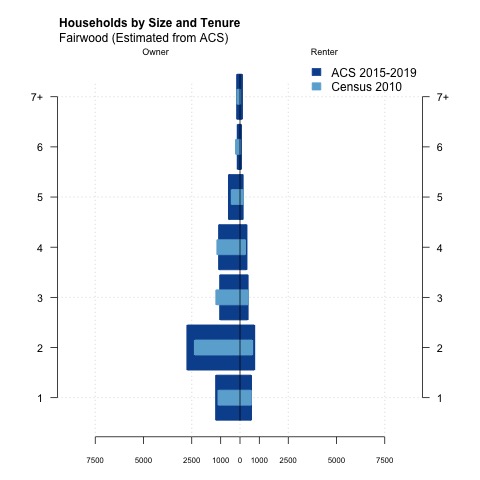 Households by Size and Tenure
Fairwood (Estimated from ACS)
Owner
Renter
ACS 2015-2019
Census 2010
7+ 7+
6 6
5 5
4 4
3 3
2 2
1 1
7500 5000 2500 1000 0 1000 2500 5000 7500